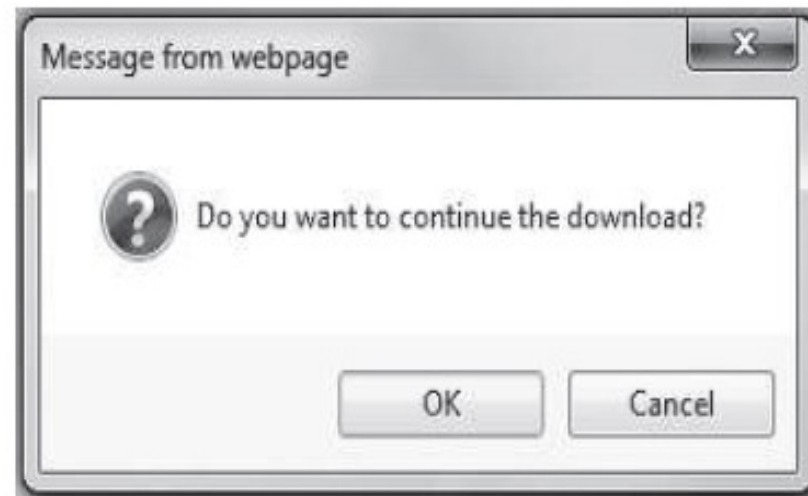 Message from webpage
x
?
Do you want to continue the download?
OK
Cancel